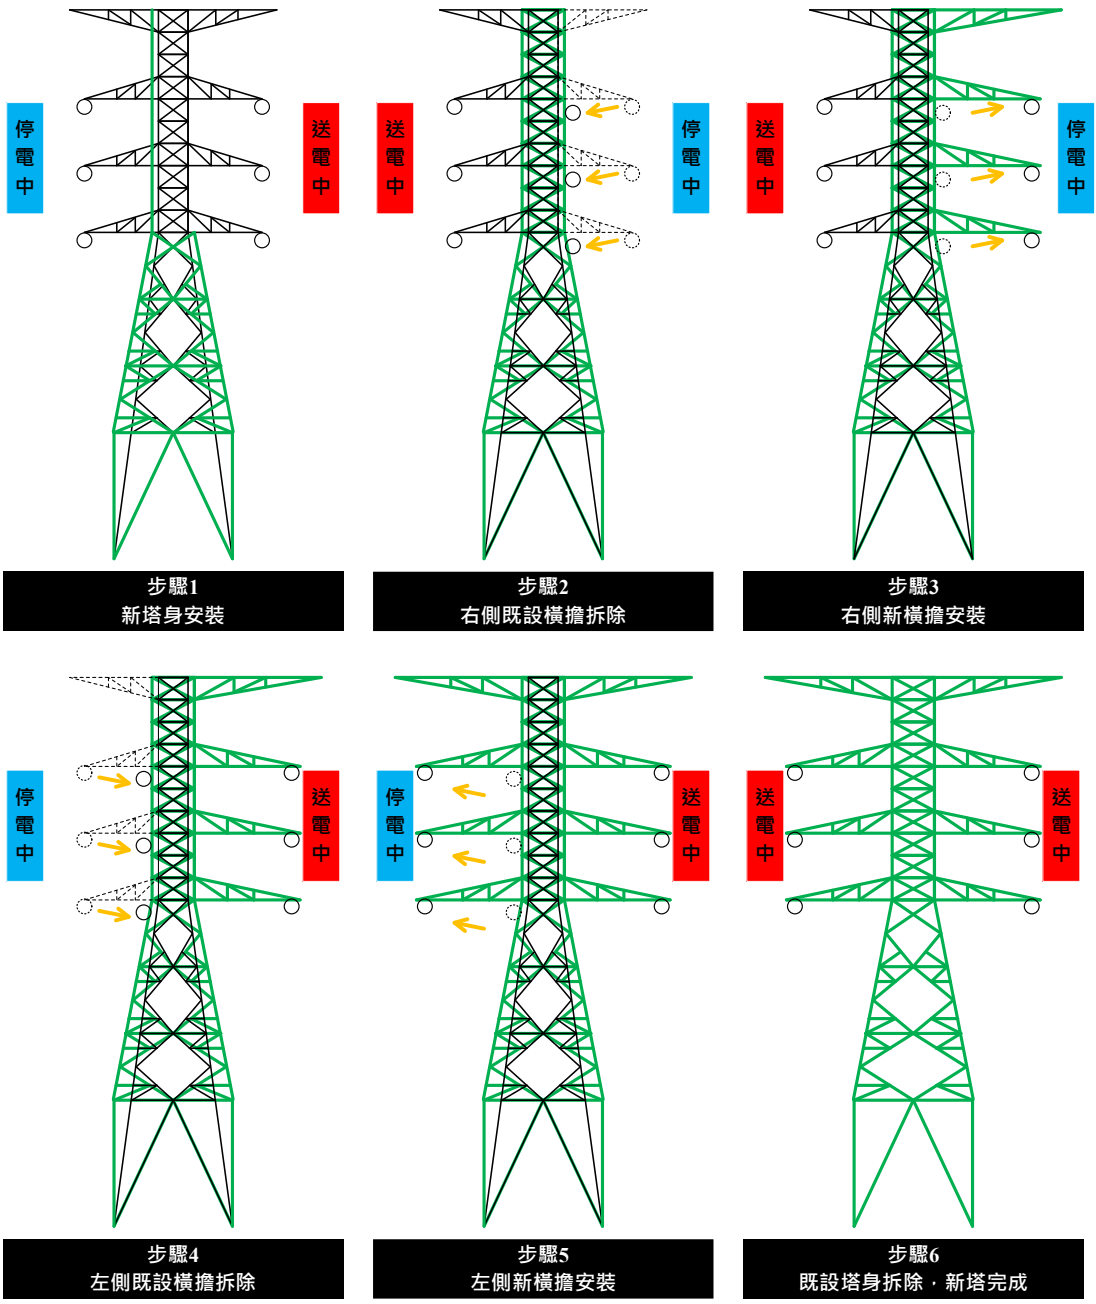 停電中
送電中
送電中
停電中
送電中
停電中
步驟1
新塔身安裝
步驟2
右側既設橫擔拆除
步驟3
右側新橫擔安裝
停電中
送電中
停電中
送電中
送電中
送電中
步驟4
左側既設橫擔拆除
步驟5
左側新橫擔安裝
步驟6
既設塔身拆除，新塔完成